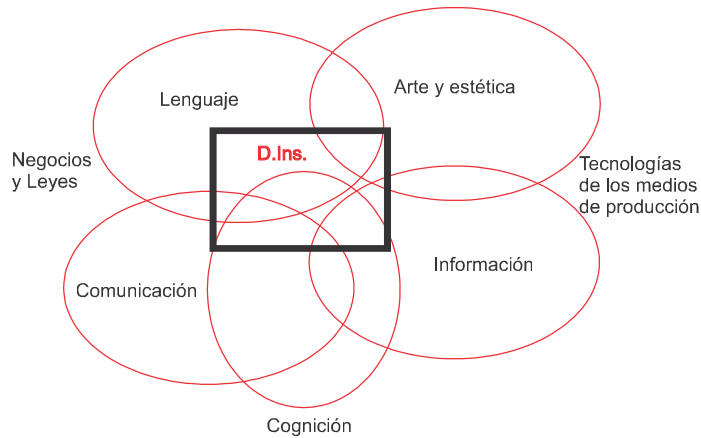 Arte y estética
Lenguaje
D.Ins.
Negocios
y Leyes
Tecnologías
de los medios
de producción
Información
Comunicación
Cognición